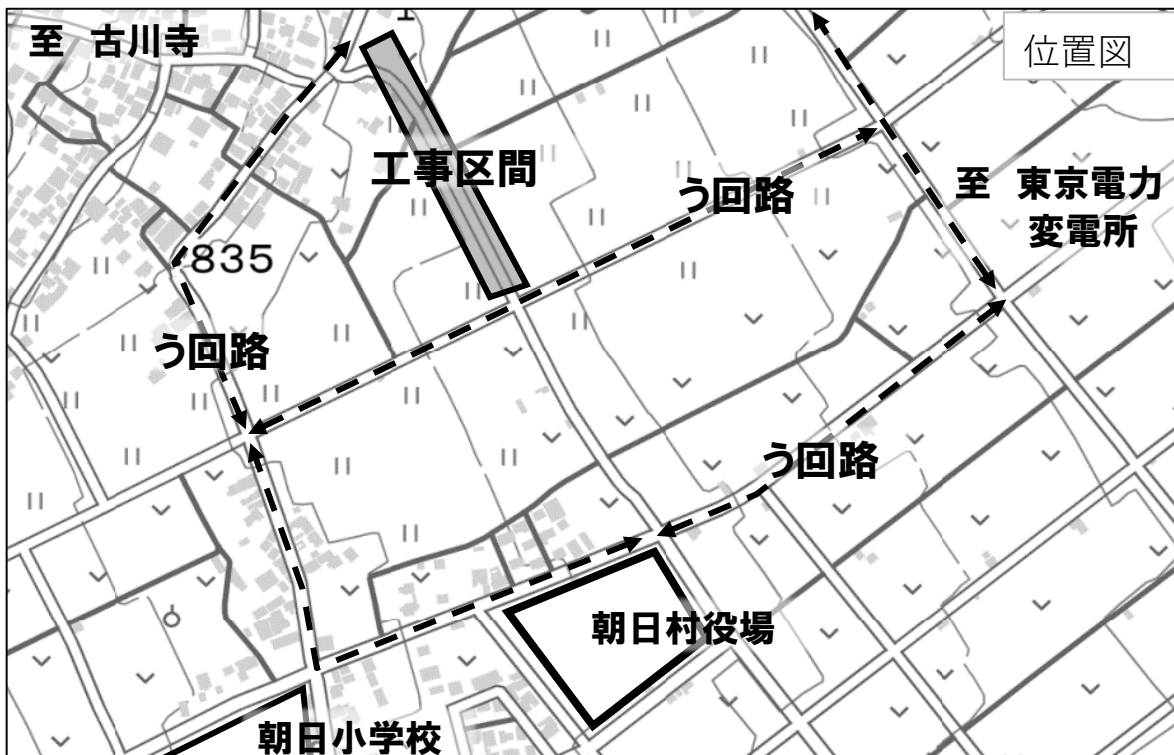 至 古川寺
位置図
工事区間
う回路
至 東京電力
変電所
835
う回路
う回路
朝日村役場
朝日小学校